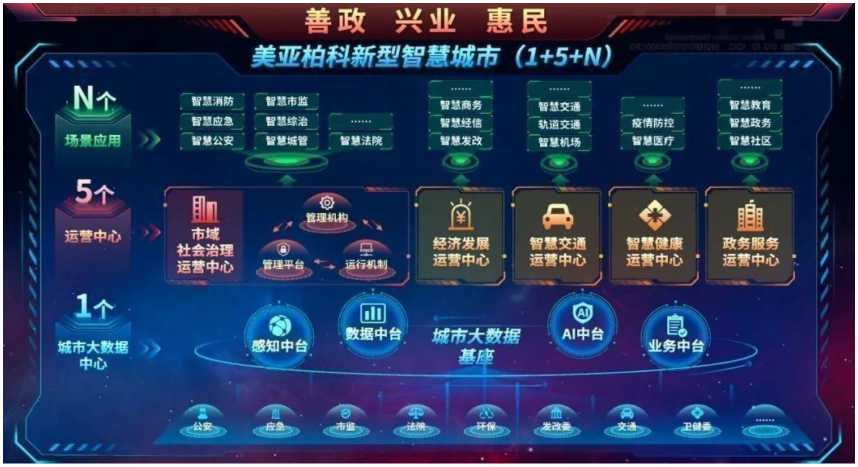 善政 兴业 惠民
美亚柏科新型智慧城市（1+5+N）
N个
场景应用
智慧消防
智慧应急
智慧公安
智慧市监
智慧综治
智慧城管
......
智慧法院
......
智慧商务
智慧经信
智慧发改
......
智慧交通
轨道交通
智慧机场
......
疫情防控
智慧医疗
......
智慧教育
智慧政务
智慧社区
5个
运营中心
市域
社会治理
运营中心
管理机构
管理平台
运行机制
经济发展
运营中心
智慧交通
运营中心
智慧健康
运营中心
政务服务
运营中心
1个
城市大数据
中心
感知中台
数据中台
城市大数据
基座
AI
AI中台
业务中台
公安
应急
市监
法院
环保
发改委
交通
卫健委
......